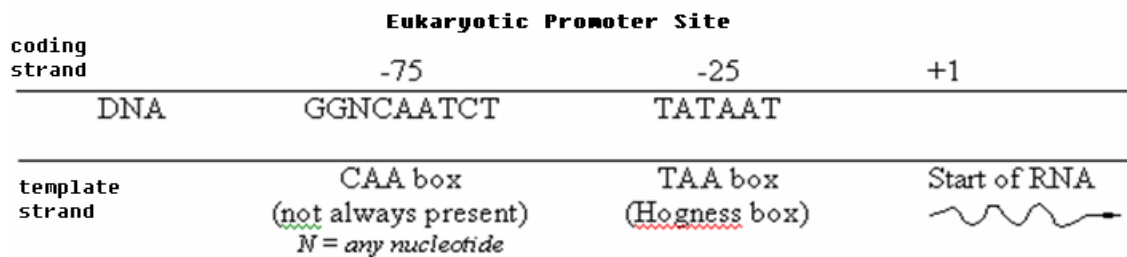 Eukaryotic Promoter Site
coding
strand
-75 -25 +1
DNA GGNCAATCT TATAAT
template
strand
CAA box TAA box Start of RNA
(not always present) (Hogness box)
N = any nucleotide